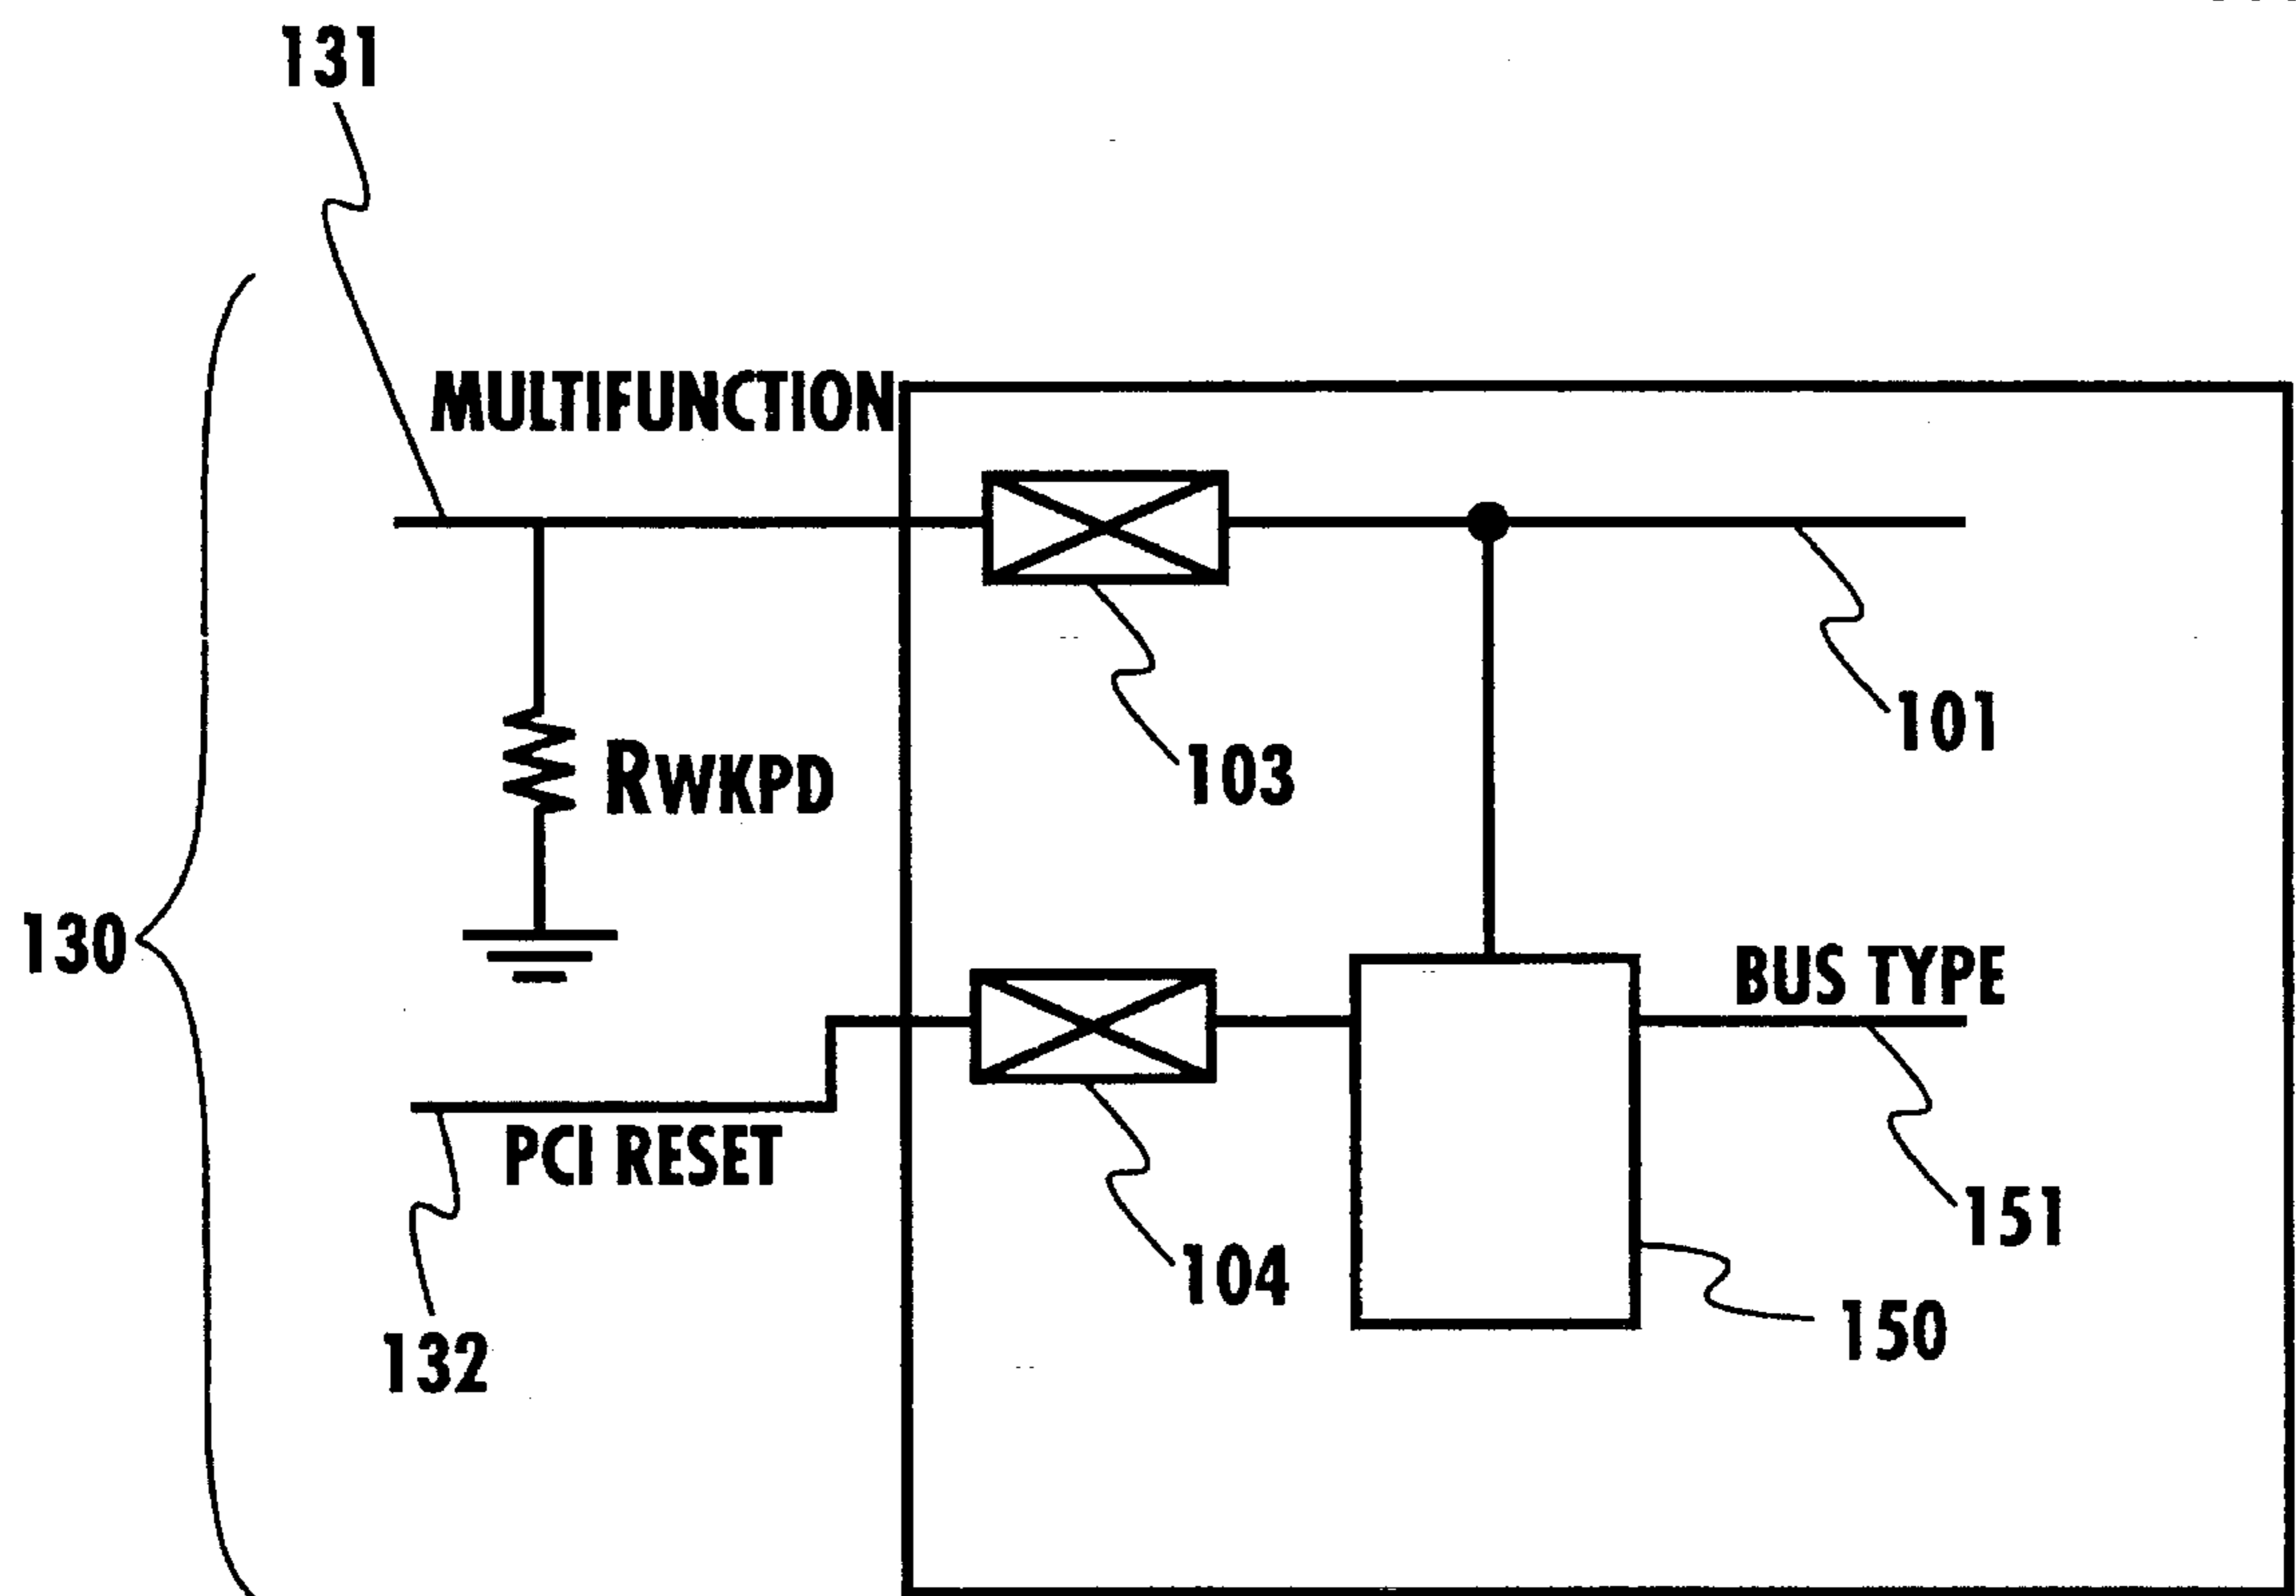 131
MULTIFUNCTION
101
103
RWKPD
130
BUS TYPE
PCI RESET
151
104
150
132